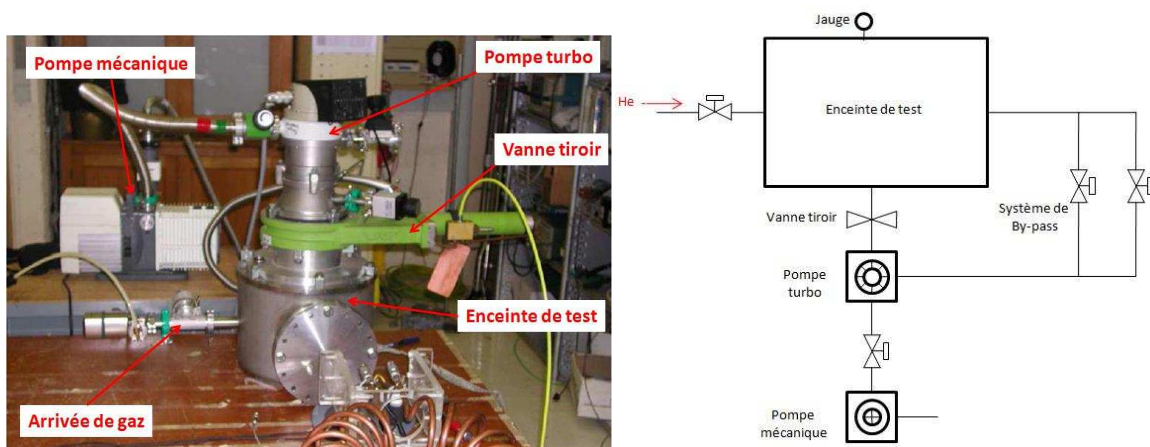 Pompe mécanique
Pompe turbo
Vanne tiroir
Enceinte de test
Arrivée de gaz
Jauge
He
Enceinte de test
Vanne tiroir
Système de
By-pass
Pompe
turbo
Pompe
mécanique